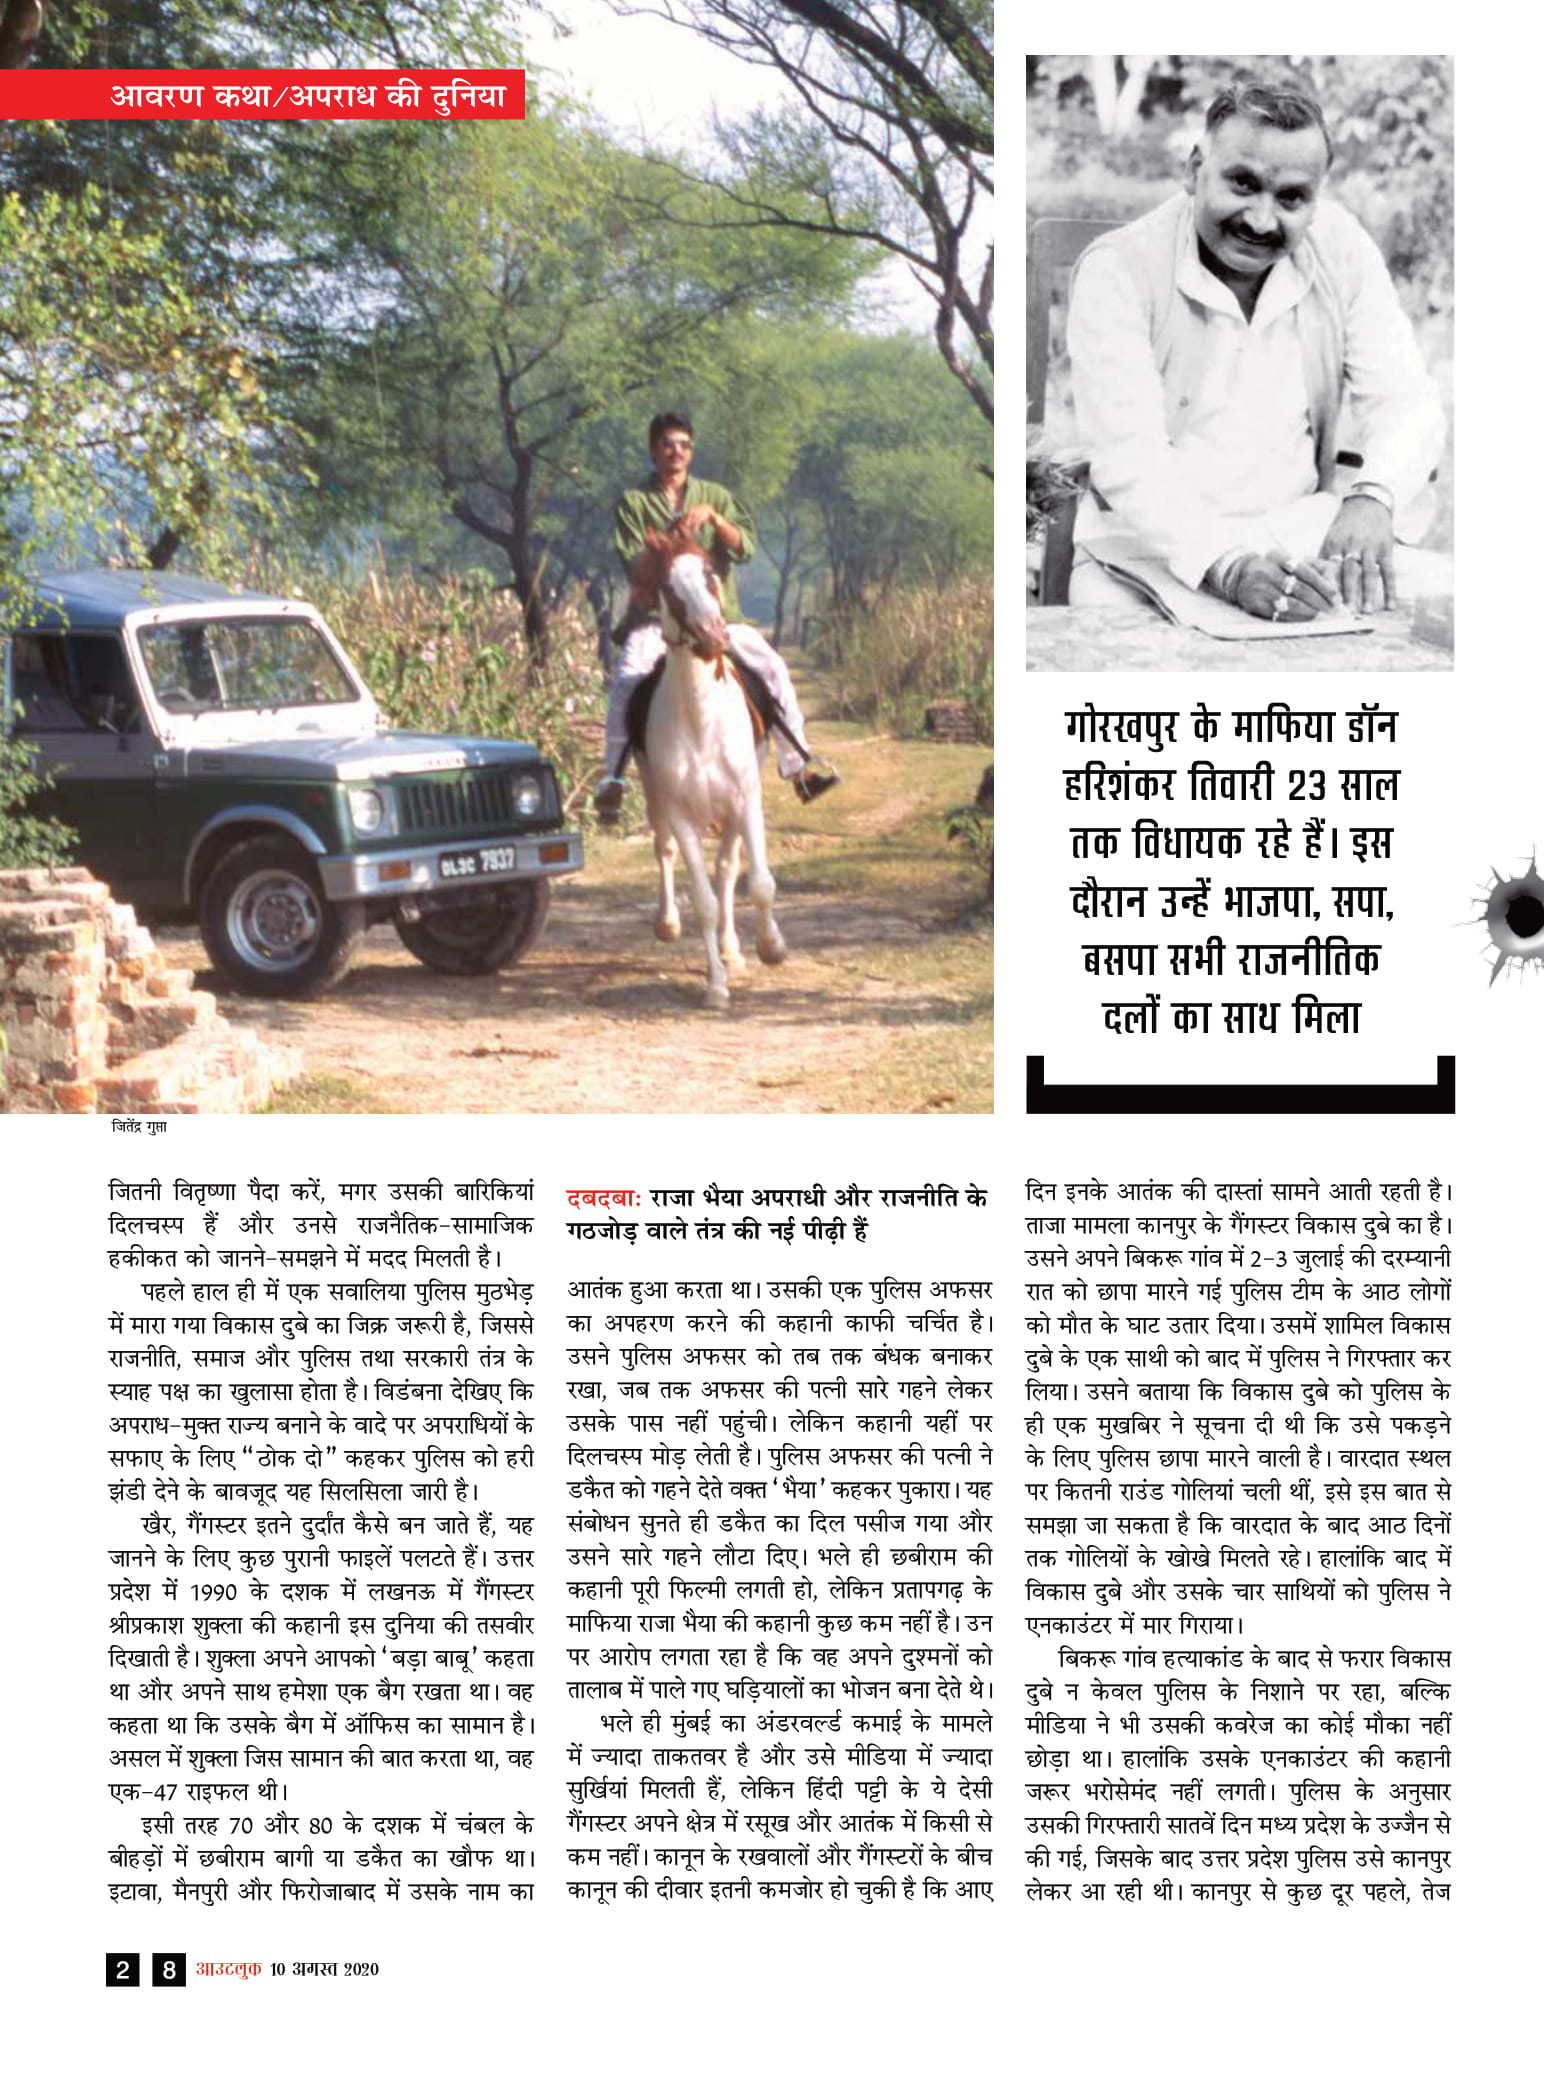 आवरण कथा/अपराध की दुनिया
DL3C 7937
गोरखपुर के माफिया डॉन
हरिशंकर तिवारी 23 साल
तक विधायक रहे हैं। इस
दौरान उन्हें भाजपा, सपा,
बसपा सभी राजनीतिक
दलों का साथ मिला
जितेंद्र गुप्ता
जितनी वितृष्णा पैदा करें, मगर उसकी बारिकियां
दिलचस्प हैं और उनसे राजनैतिक-सामाजिक
हकीकत को जानने-समझने में मदद मिलती है।
पहले हाल ही में एक सवालिया पुलिस मुठभेड़
में मारा गया विकास दुबे का जिक्र जरूरी है, जिससे
राजनीति, समाज और पुलिस तथा सरकारी तंत्र के
स्याह पक्ष का खुलासा होता है। विडंबना देखिए कि
अपराध-मुक्त राज्य बनाने के वादे पर अपराधियों के
सफाए के लिए “ठोक दो” कहकर पुलिस को हरी
झंडी देने के बावजूद यह सिलसिला जारी है।
खैर, गैंगस्टर इतने दुर्दांत कैसे बन जाते हैं, यह
जानने के लिए कुछ पुरानी फाइलें पलटते हैं। उत्तर
प्रदेश में 1990 के दशक में लखनऊ में गैंगस्टर
श्रीप्रकाश शुक्ला की कहानी इस दुनिया की तसवीर
दिखाती है। शुक्ला अपने आपको ‘बड़ा बाबू’ कहता
था और अपने साथ हमेशा एक बैग रखता था। वह
कहता था कि उसके बैग में ऑफिस का सामान है।
असल में शुक्ला जिस सामान की बात करता था, वह
एक-47 राइफल थी।
इसी तरह 70 और 80 के दशक में चंबल के
बीहड़ों में छबीराम बागी या डकैत का खौफ था।
इटावा, मैनपुरी और फिरोजाबाद में उसके नाम का
दबदबाः राजा भैया अपराधी और राजनीति के
गठजोड़ वाले तंत्र की नई पीढ़ी हैं
आतंक हुआ करता था। उसकी एक पुलिस अफसर
का अपहरण करने की कहानी काफी चर्चित है।
उसने पुलिस अफसर को तब तक बंधक बनाकर
रखा, जब तक अफसर की पत्नी सारे गहने लेकर
उसके पास नहीं पहुंची। लेकिन कहानी यहीं पर
दिलचस्प मोड़ लेती है। पुलिस अफसर की पत्नी ने
डकैत को गहने देते वक्त ‘भैया’ कहकर पुकारा। यह
संबोधन सुनते ही डकैत का दिल पसीज गया और
उसने सारे गहने लौटा दिए। भले ही छबीराम की
कहानी पूरी फिल्मी लगती हो, लेकिन प्रतापगढ़ के
माफिया राजा भैया की कहानी कुछ कम नहीं है। उन
पर आरोप लगता रहा है कि वह अपने दुश्मनों को
तालाब में पाले गए घड़ियालों का भोजन बना देते थे।
भले ही मुंबई का अंडरवर्ल्ड कमाई के मामले
में ज्यादा ताकतवर है और उसे मीडिया में ज्यादा
सुर्खियां मिलती हैं, लेकिन हिंदी पट्टी के ये देसी
गैंगस्टर अपने क्षेत्र में रसूख और आतंक में किसी से
कम नहीं। कानून के रखवालों और गैंगस्टरों के बीच
कानून की दीवार इतनी कमजोर हो चुकी है कि आए
दिन इनके आतंक की दास्तां सामने आती रहती है।
ताजा मामला कानपुर के गैंगस्टर विकास दुबे का है।
उसने अपने बिकरू गांव में 2-3 जुलाई की दरम्यानी
रात को छापा मारने गई पुलिस टीम के आठ लोगों
को मौत के घाट उतार दिया। उसमें शामिल विकास
दुबे के एक साथी को बाद में पुलिस ने गिरफ्तार कर
लिया। उसने बताया कि विकास दुबे को पुलिस के
ही एक मुखबिर ने सूचना दी थी कि उसे पकड़ने
के लिए पुलिस छापा मारने वाली है। वारदात स्थल
पर कितनी राउंड गोलियां चली थीं, इसे इस बात से
समझा जा सकता है कि वारदात के बाद आठ दिनों
तक गोलियों के खोखे मिलते रहे। हालांकि बाद में
विकास दुबे और उसके चार साथियों को पुलिस ने
एनकाउंटर में मार गिराया।
बिकरू गांव हत्याकांड के बाद से फरार विकास
दुबे न केवल पुलिस के निशाने पर रहा, बल्कि
मीडिया ने भी उसकी कवरेज का कोई मौका नहीं
छोड़ा था। हालांकि उसके एनकाउंटर की कहानी
जरूर भरोसेमंद नहीं लगती। पुलिस के अनुसार
उसकी गिरफ्तारी सातवें दिन मध्य प्रदेश के उज्जैन से
की गई, जिसके बाद उत्तर प्रदेश पुलिस उसे कानपुर
लेकर आ रही थी। कानपुर से कुछ दूर पहले, तेज
2 8 आउटलुक 10 अगस्त 2020